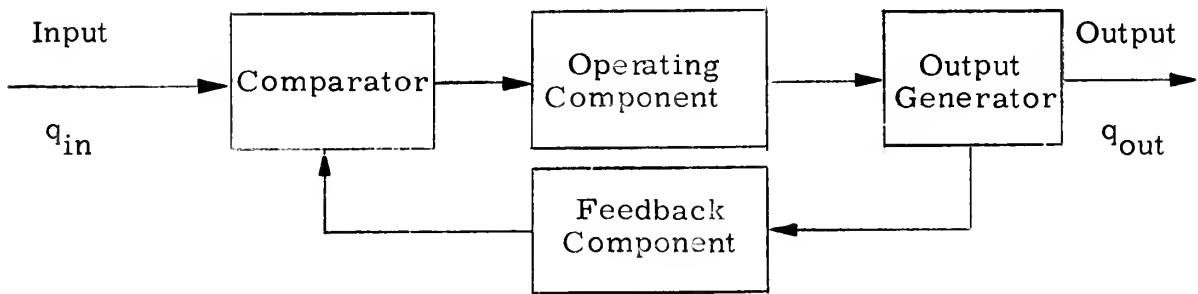 Input
q_in
Comparator
Operating
Component
Output
Generator
Output
q_out
Feedback
Component